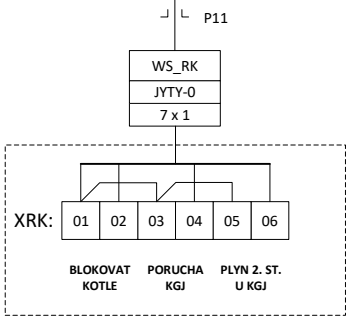 P11
WS_RK
JYTY-0
7 x 1
XRK: 01 02 03 04 05 06
BLOKOVAT PORUCHA PLYN 2. ST.
KOTLE KGJ U KGJ